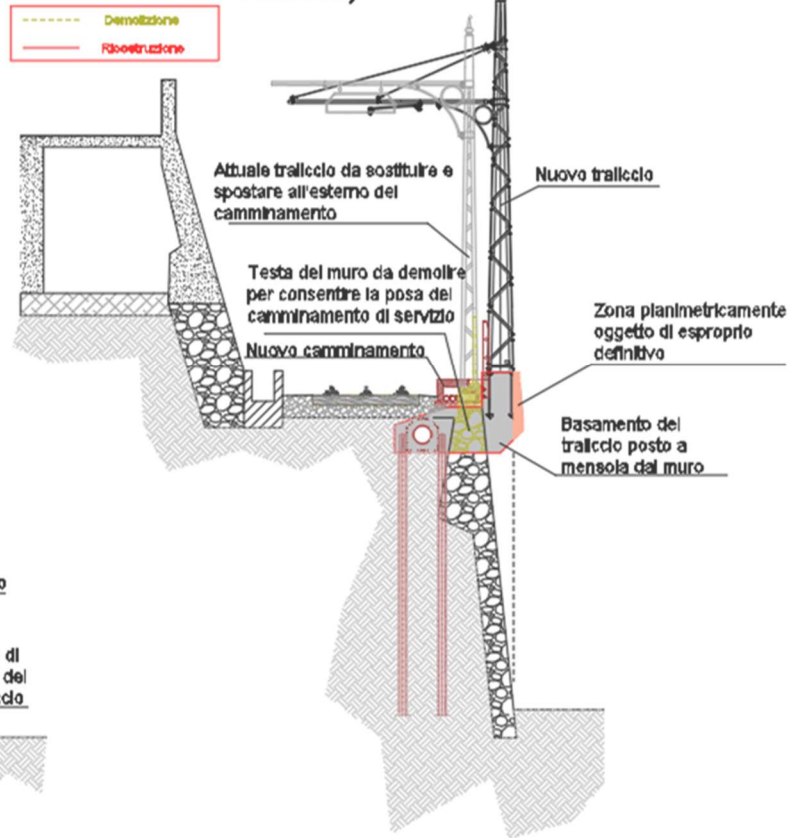 Demolizione
Ricostruzione
Attuale traliccio da sostituire e
spostare all'esterno del
camminamento
Nuovo traliccio
Testa del muro da demolire
per consentire la posa del
camminamento di servizio
Nuovo camminamento
Zona planimetricamente
oggetto di esproprio
definitivo
Basamento del
traliccio posto a
mensola dal muro
di
del